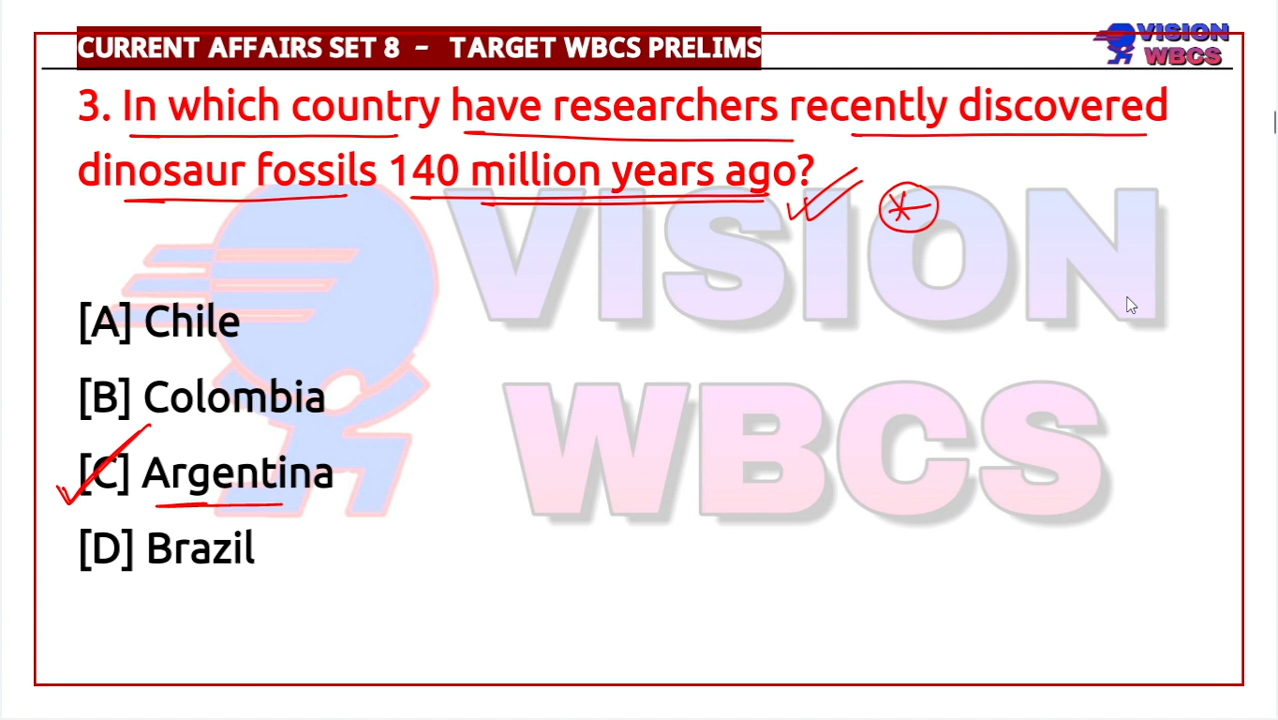 CURRENT AFFAIRS SET 8 - TARGET WBCS PRELIMS
VISION
WBCS
3. In which country have researchers recently discovered
dinosaur fossils 140 million years ago?
VISION
WBCS
[A] Chile
[B] Colombia
[C] Argentina
[D] Brazil